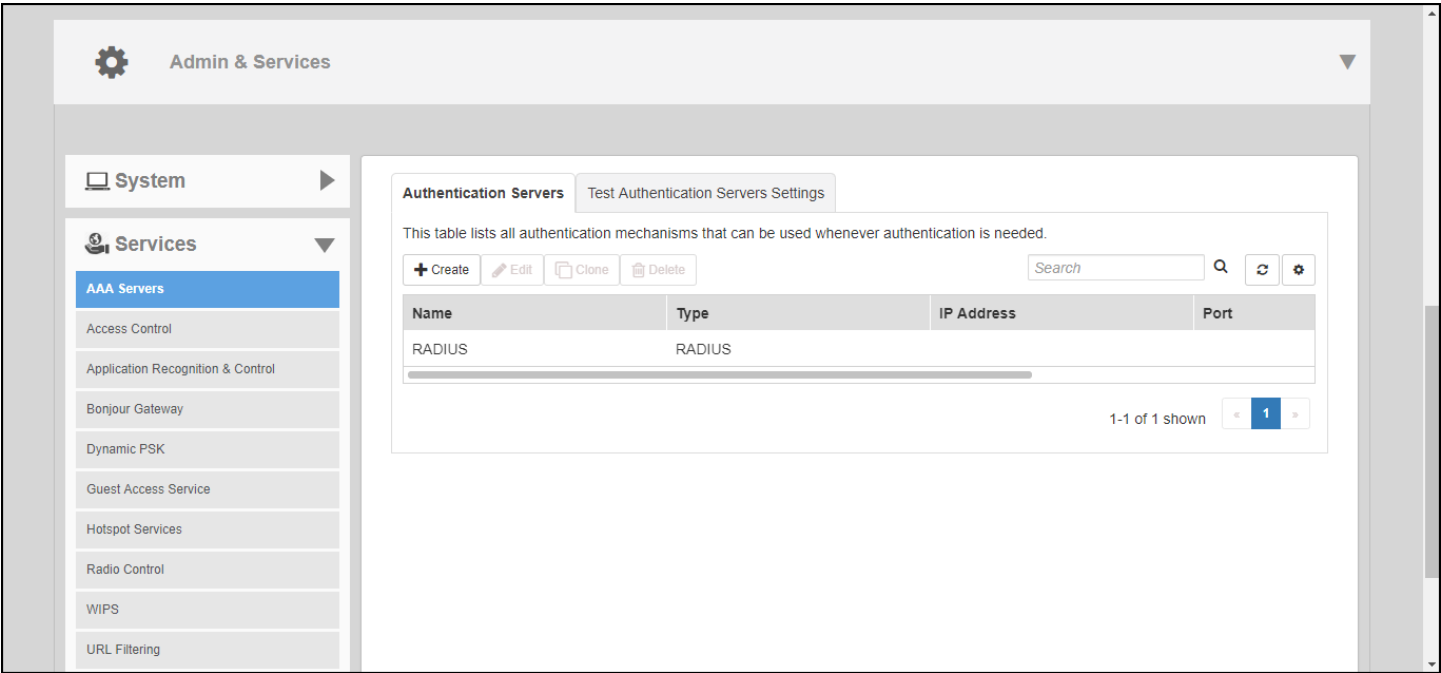 Admin & Services
System
Services
AAA Servers
Access Control
Application Recognition & Control
Bonjour Gateway
Dynamic PSK
Guest Access Service
Hotspot Services
Radio Control
WIPS
URL Filtering
Authentication Servers Test Authentication Servers Settings
This table lists all authentication mechanisms that can be used whenever authentication is needed.
Create Edit Clone Delete Search
Name Type IP Address Port
RADIUS RADIUS
1-1 of 1 shown « 1 »